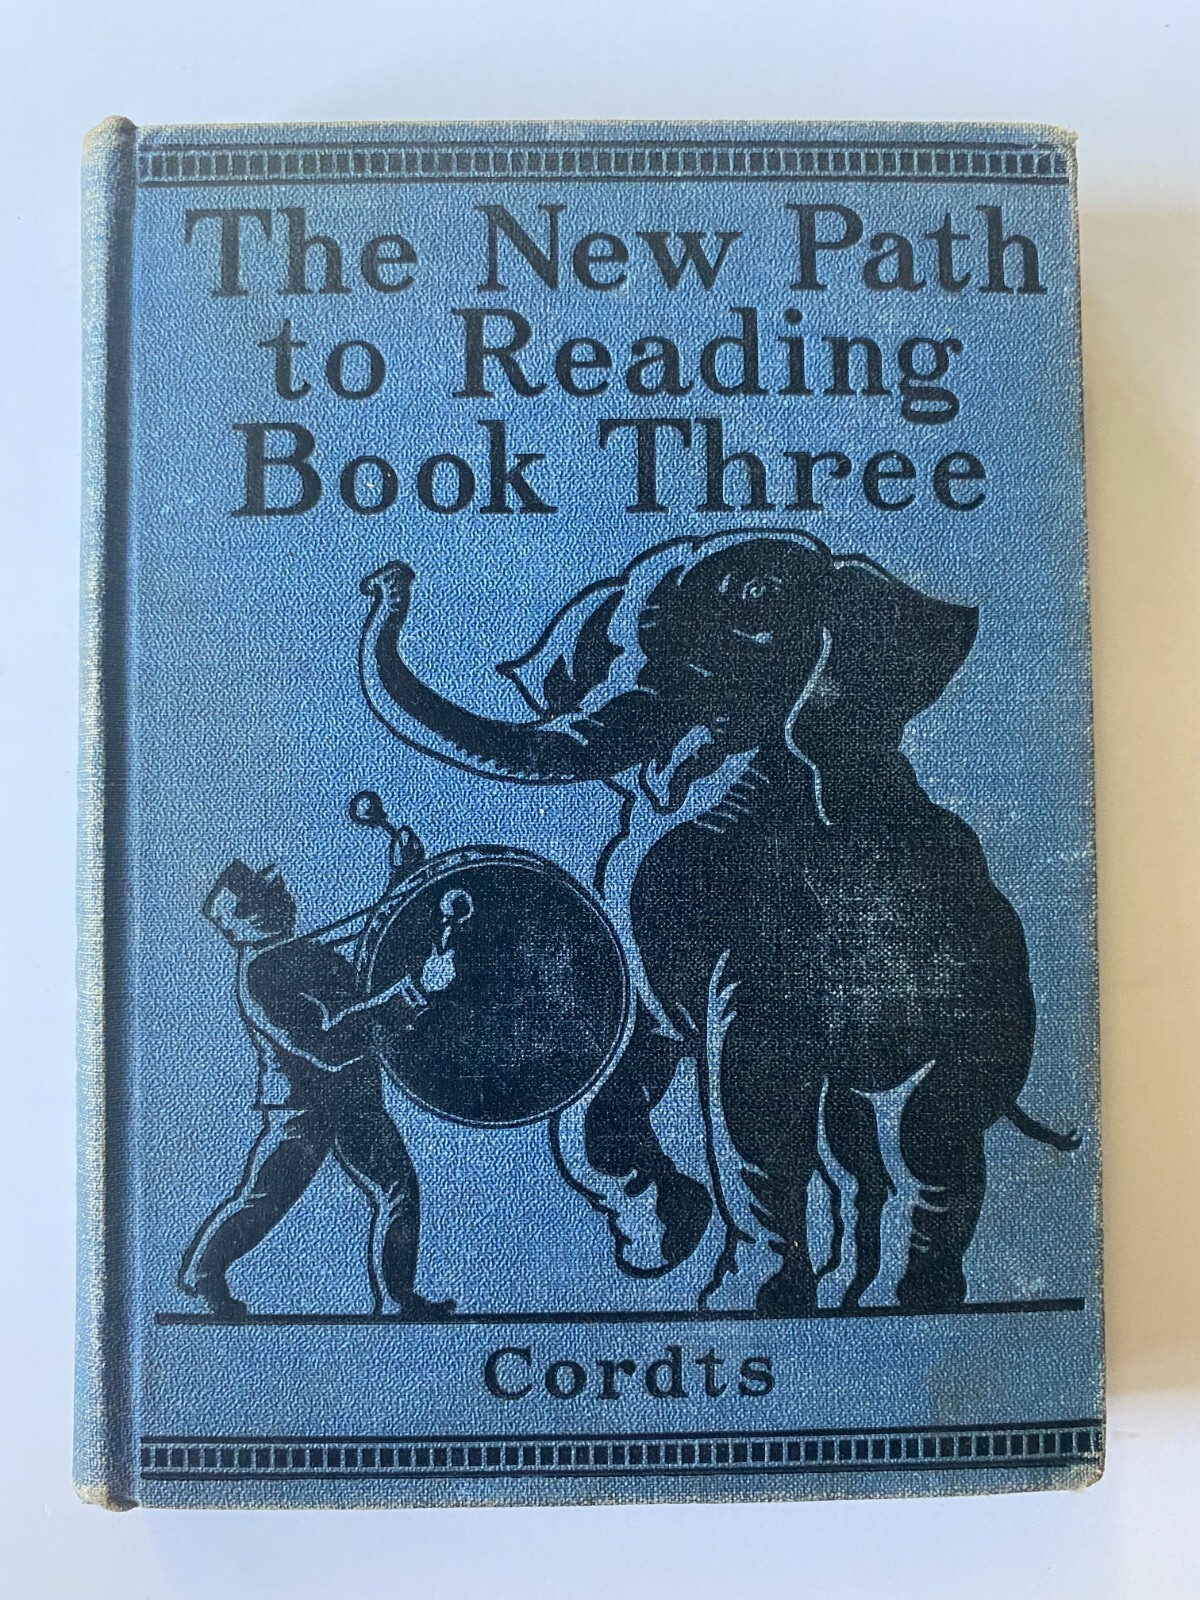 The New Path
to Reading
Book Three
Cordts